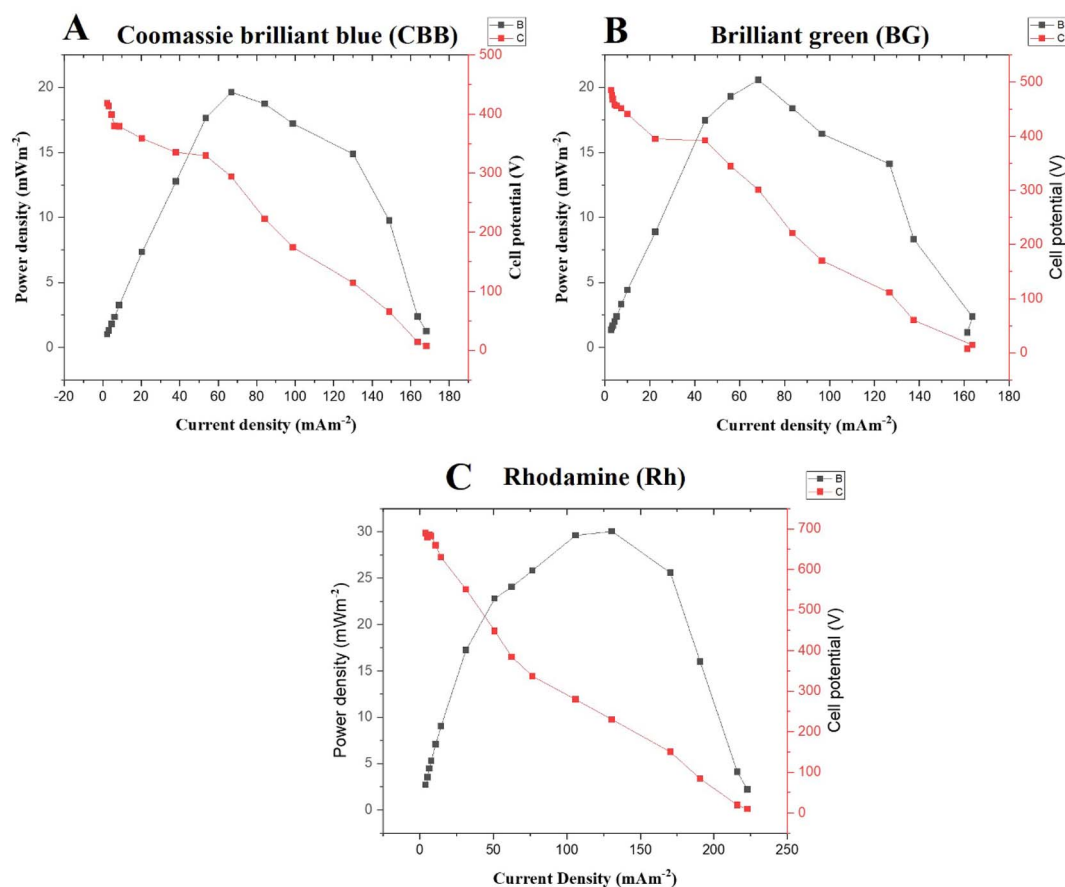 A
Coomassie brilliant blue (CBB)
B
C
500
400
300
200
100
0
Cell potential (V)
20
15
10
5
0
Power density (mWm-2)
-20 0 20 40 60 80 100 120 140 160 180
Current density (mAm-2)
B
Brilliant green (BG)
B
C
500
400
300
200
100
0
Cell potential (V)
20
15
10
5
0
Power density (mWm-2)
0 20 40 60 80 100 120 140 160 180
Current density (mAm-2)
C
Rhodamine (Rh)
B
C
700
600
500
400
300
200
100
0
Cell potential (V)
30
25
20
15
10
5
0
Power density (mWm-2)
0 50 100 150 200 250
Current Density (mAm-2)